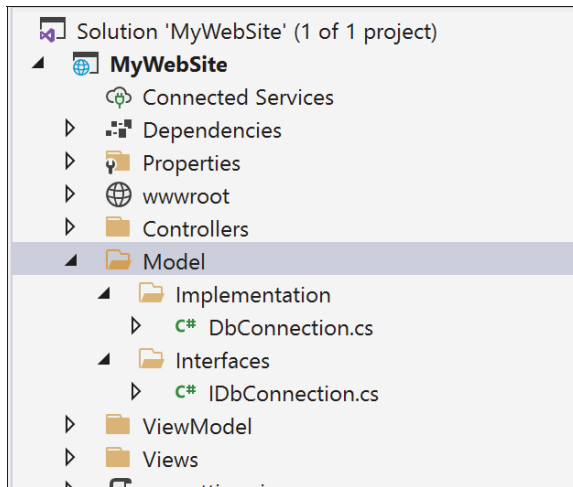 Solution 'MyWebSite' (1 of 1 project)
MyWebSite
Connected Services
Dependencies
Properties
wwwroot
Controllers
Model
Implementation
C# DbConnection.cs
Interfaces
C# IDbConnection.cs
ViewModel
Views